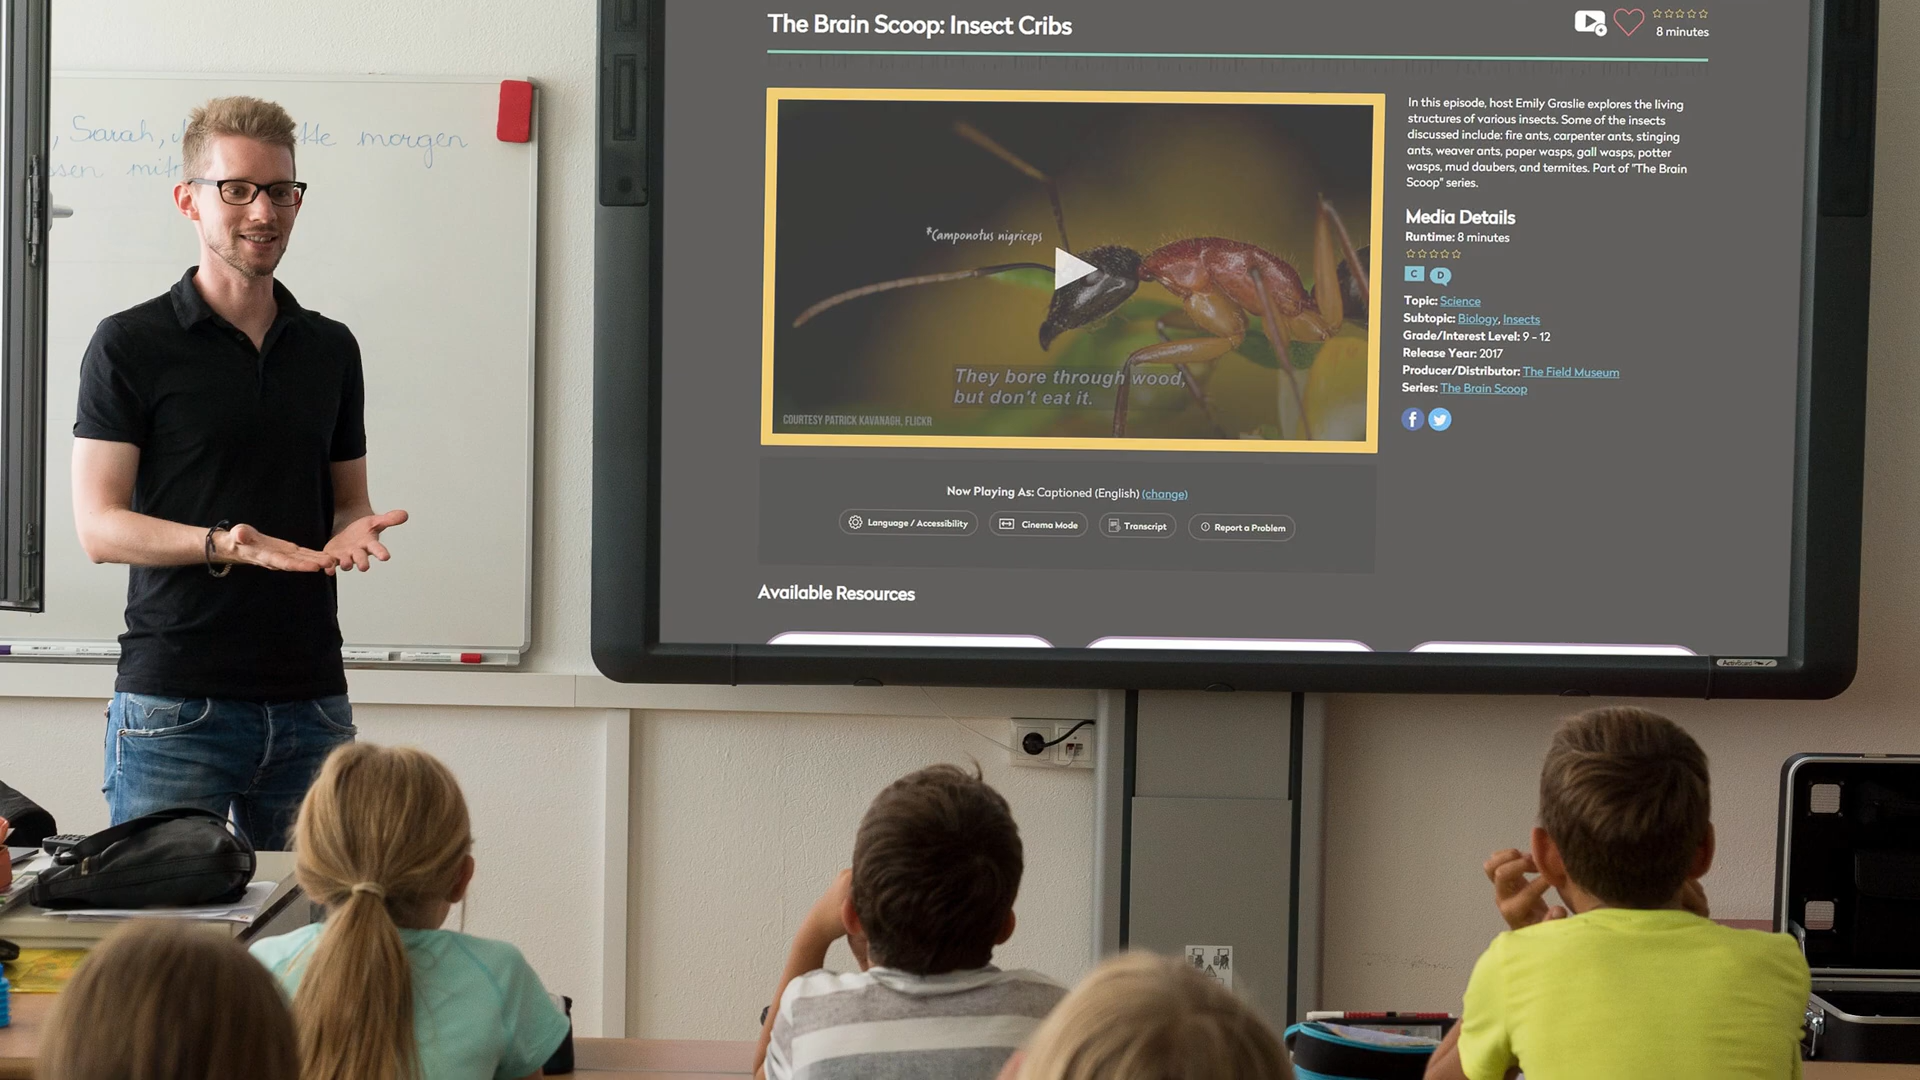 , Sarah, morgen
The Brain Scoop: Insect Cribs
8 minutes
*Camponotus nigriceps
They bore through wood,
but don't eat it.
COURTESY PATRICK KAVANAGH, FLICKR
In this episode, host Emily Graslie explores the living
structures of various insects. Some of the insects
discussed include: fire ants, carpenter ants, stinging
ants, weaver ants, paper wasps, gall wasps, potter
wasps, mud daubers, and termites. Part of "The Brain
Scoop" series.
Media Details
Runtime: 8 minutes
C D
Topic: Science
Subtopic: Biology, Insects
Grade/Interest Level: 9 - 12
Release Year: 2017
Producer/Distributor: The Field Museum
Series: The Brain Scoop
Now Playing As: Captioned (English) (change)
Language / Accessibility Cinema Mode Transcript Report a Problem
Available Resources
ActivBoard